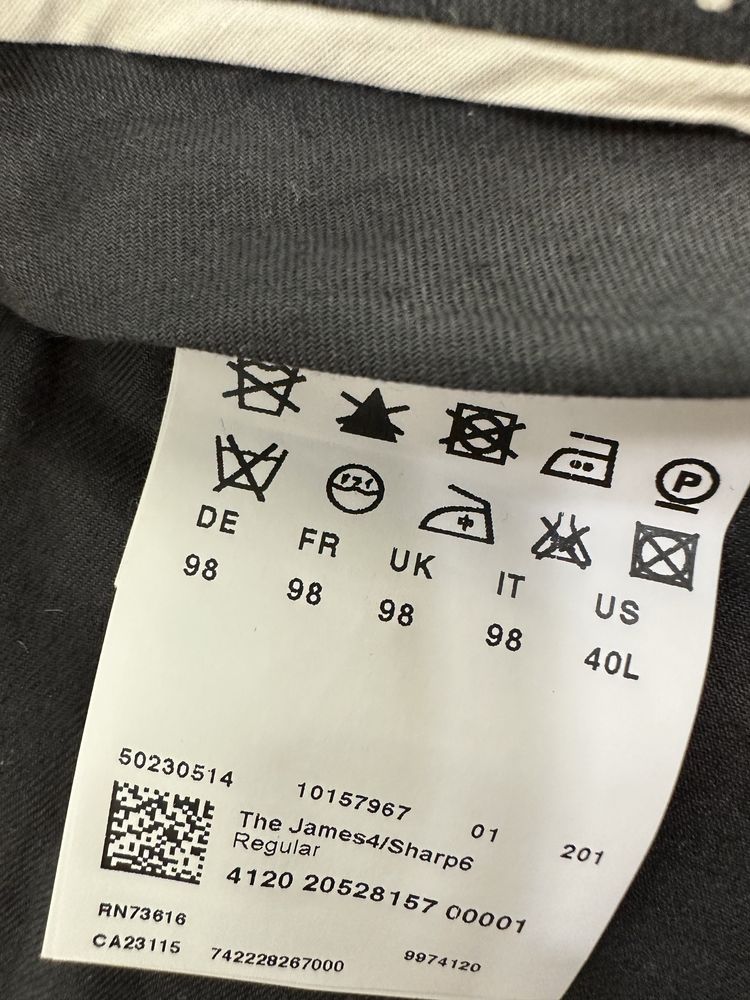 P
DE FR UK IT US
98 98 98 98 40L
50230514 10157967 01 201
The James4/Sharp6
Regular
4120 20528157 00001
RN73616
CA23115 742228267000 9974120